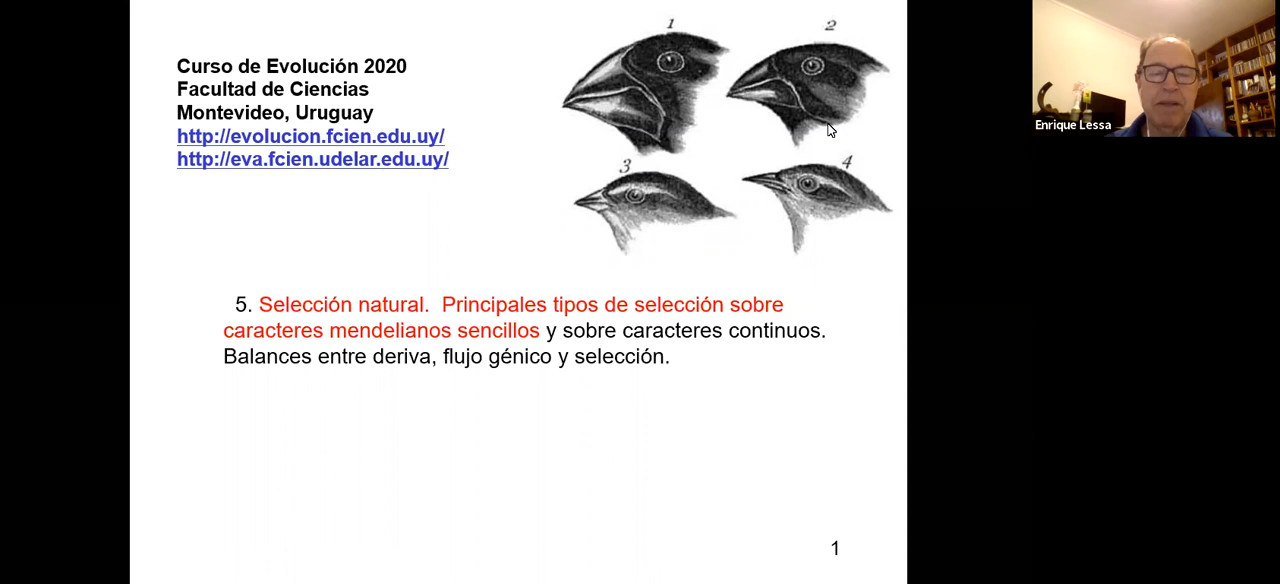 Curso de Evolución 2020
Facultad de Ciencias
Montevideo, Uruguay
http://evolucion.fcien.edu.uy/
http://eva.fcien.udelar.edu.uy/
1
2
3
4
Enrique Lessa
5. Selección natural. Principales tipos de selección sobre
caracteres mendelianos sencillos y sobre caracteres continuos.
Balances entre deriva, flujo génico y selección.
1